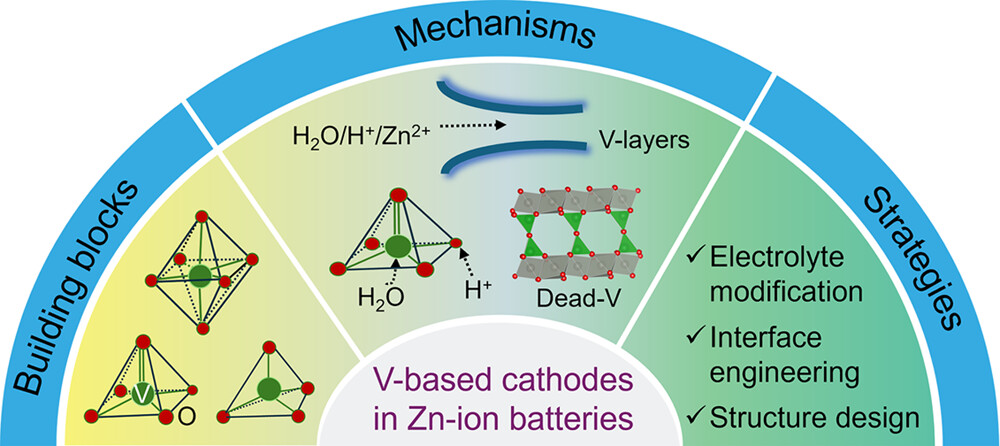 Mechanisms
Building blocks
Strategies
H₂O/H⁺/Zn²⁺
V-layers
H₂O
H⁺
Dead-V
V
O
✓ Electrolyte
modification
✓ Interface
engineering
✓ Structure design
V-based cathodes
in Zn-ion batteries